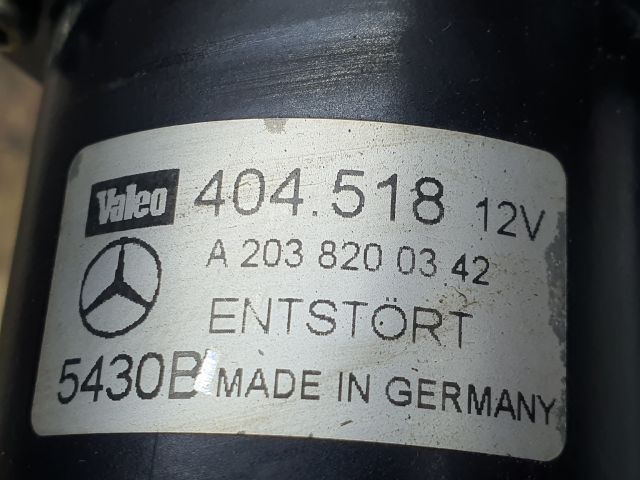 Valeo 404.518 12V
A 203 820 03 42
ENTSTÖRT
5430B MADE IN GERMANY